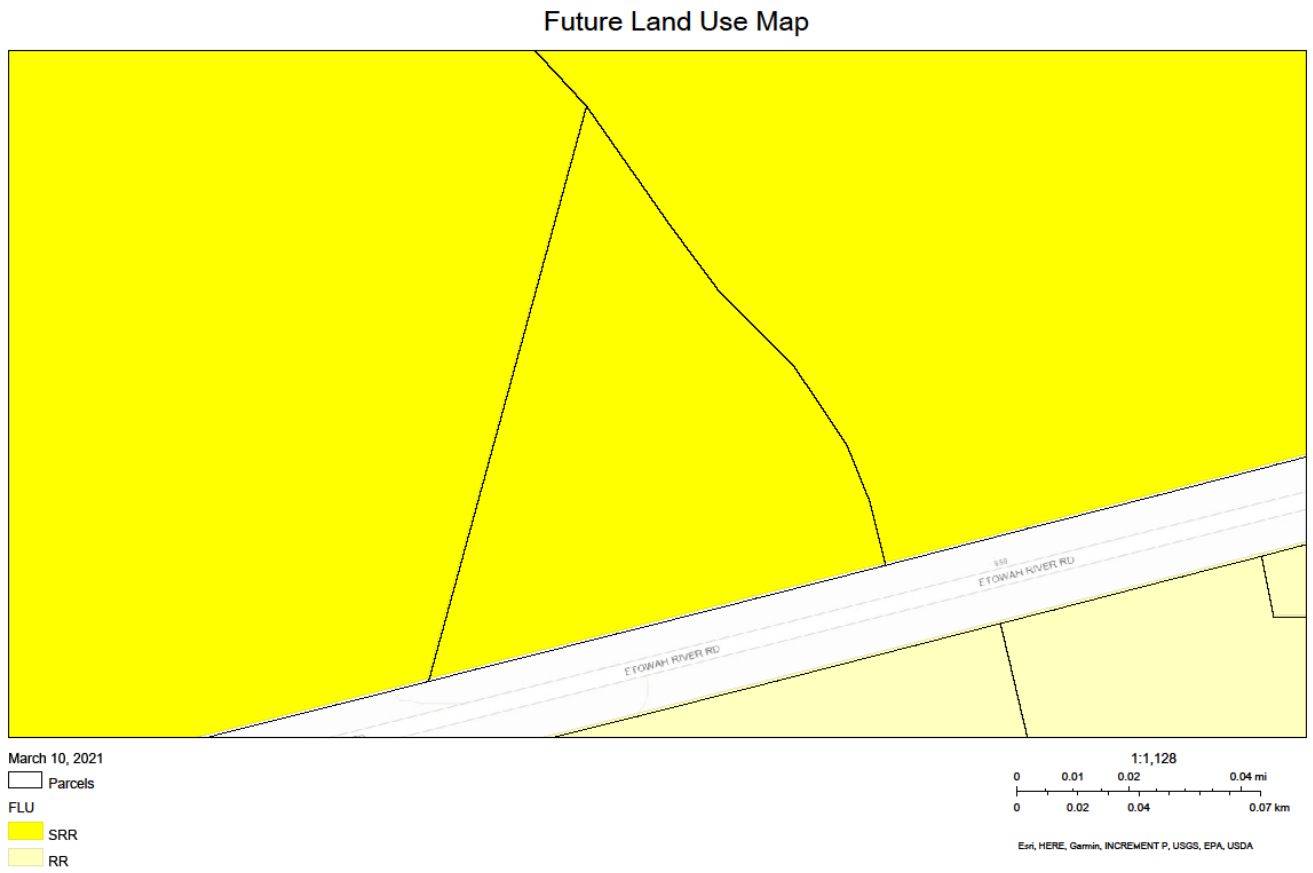 Future Land Use Map
ETOWAH RIVER RD
ETOWAH RIVER RD
March 10, 2021
Parcels
FLU
SRR
RR
1:1,128
0 0.01 0.02 0.04 mi
0 0.02 0.04 0.07 km
Esri, HERE, Garmin, INCREMENT P, USGS, EPA, USDA